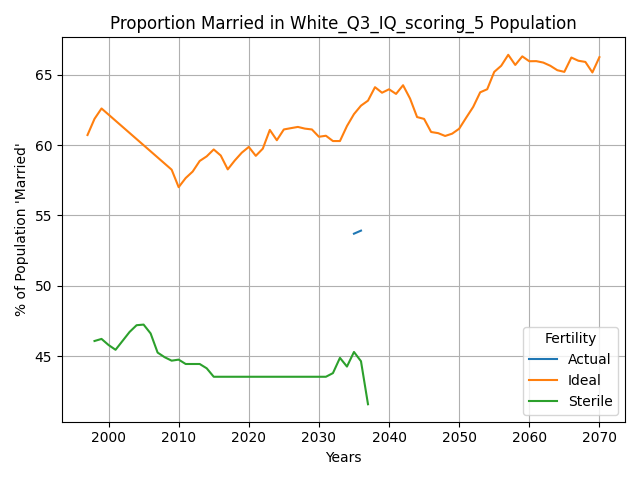 Proportion Married in White_Q3_IQ_scoring_5 Population
% of Population 'Married'
65
60
55
50
45
2000 2010 2020 2030 2040 2050 2060 2070
Years
Fertility
Actual
Ideal
Sterile